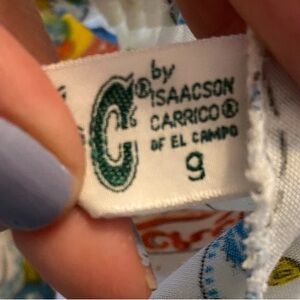 C® by
ISAACSON
CARRICO®
OF EL CAMPO
9